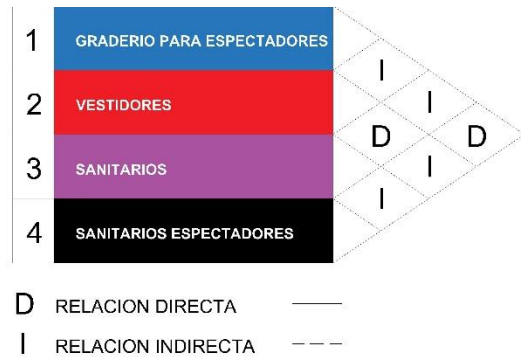 1 GRADERIO PARA ESPECTADORES
I
2 VESTIDORES
I
D D
3 SANITARIOS
I
I
4 SANITARIOS ESPECTADORES
D RELACION DIRECTA
I RELACION INDIRECTA